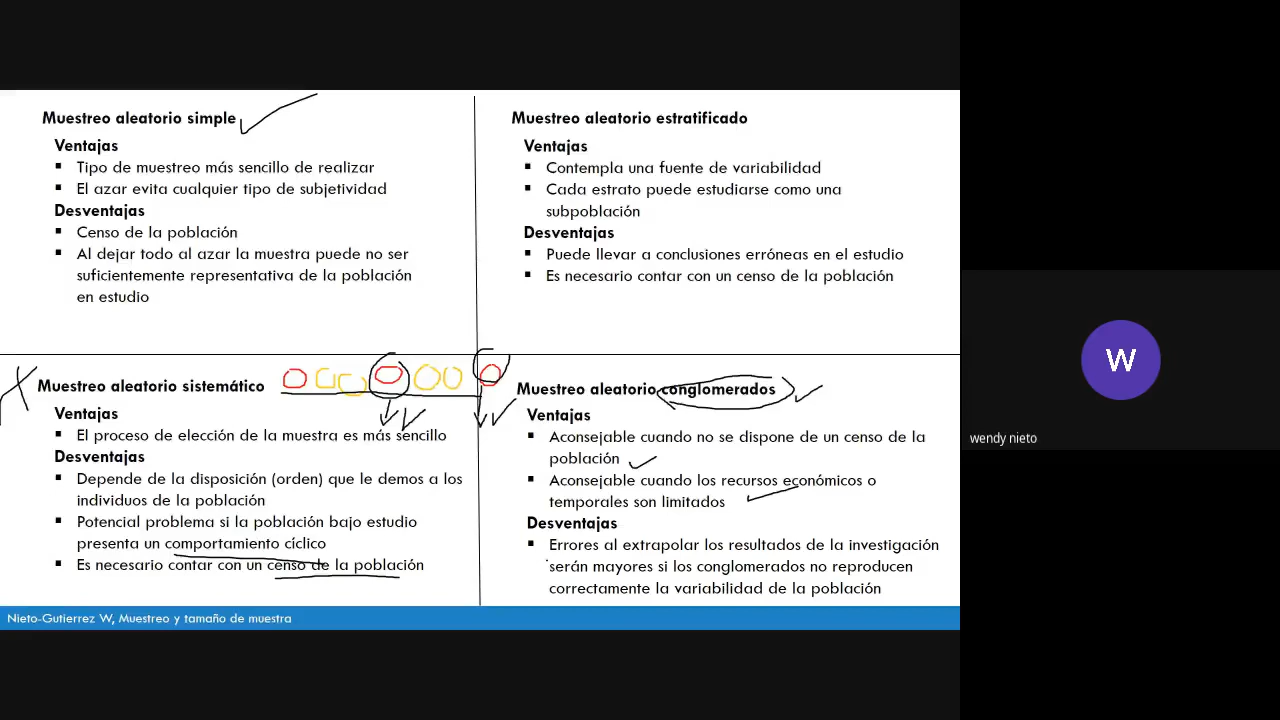 Muestreo aleatorio simple
Ventajas
▪ Tipo de muestreo más sencillo de realizar
▪ El azar evita cualquier tipo de subjetividad
Desventajas
▪ Censo de la población
▪ Al dejar todo al azar la muestra puede no ser
suficientemente representativa de la población
en estudio
Muestreo aleatorio estratificado
Ventajas
▪ Contempla una fuente de variabilidad
▪ Cada estrato puede estudiarse como una
subpoblación
Desventajas
▪ Puede llevar a conclusiones erróneas en el estudio
▪ Es necesario contar con un censo de la población
Muestreo aleatorio sistemático
Ventajas
▪ El proceso de elección de la muestra es más sencillo
Desventajas
▪ Depende de la disposición (orden) que le demos a los
individuos de la población
▪ Potencial problema si la población bajo estudio
presenta un comportamiento cíclico
▪ Es necesario contar con un censo de la población
Muestreo aleatorio conglomerados
Ventajas
▪ Aconsejable cuando no se dispone de un censo de la
población
▪ Aconsejable cuando los recursos económicos o
temporales son limitados
Desventajas
▪ Errores al extrapolar los resultados de la investigación
serán mayores si los conglomerados no reproducen
correctamente la variabilidad de la población
Nieto-Gutierrez W, Muestreo y tamaño de muestra
W
wendy nieto